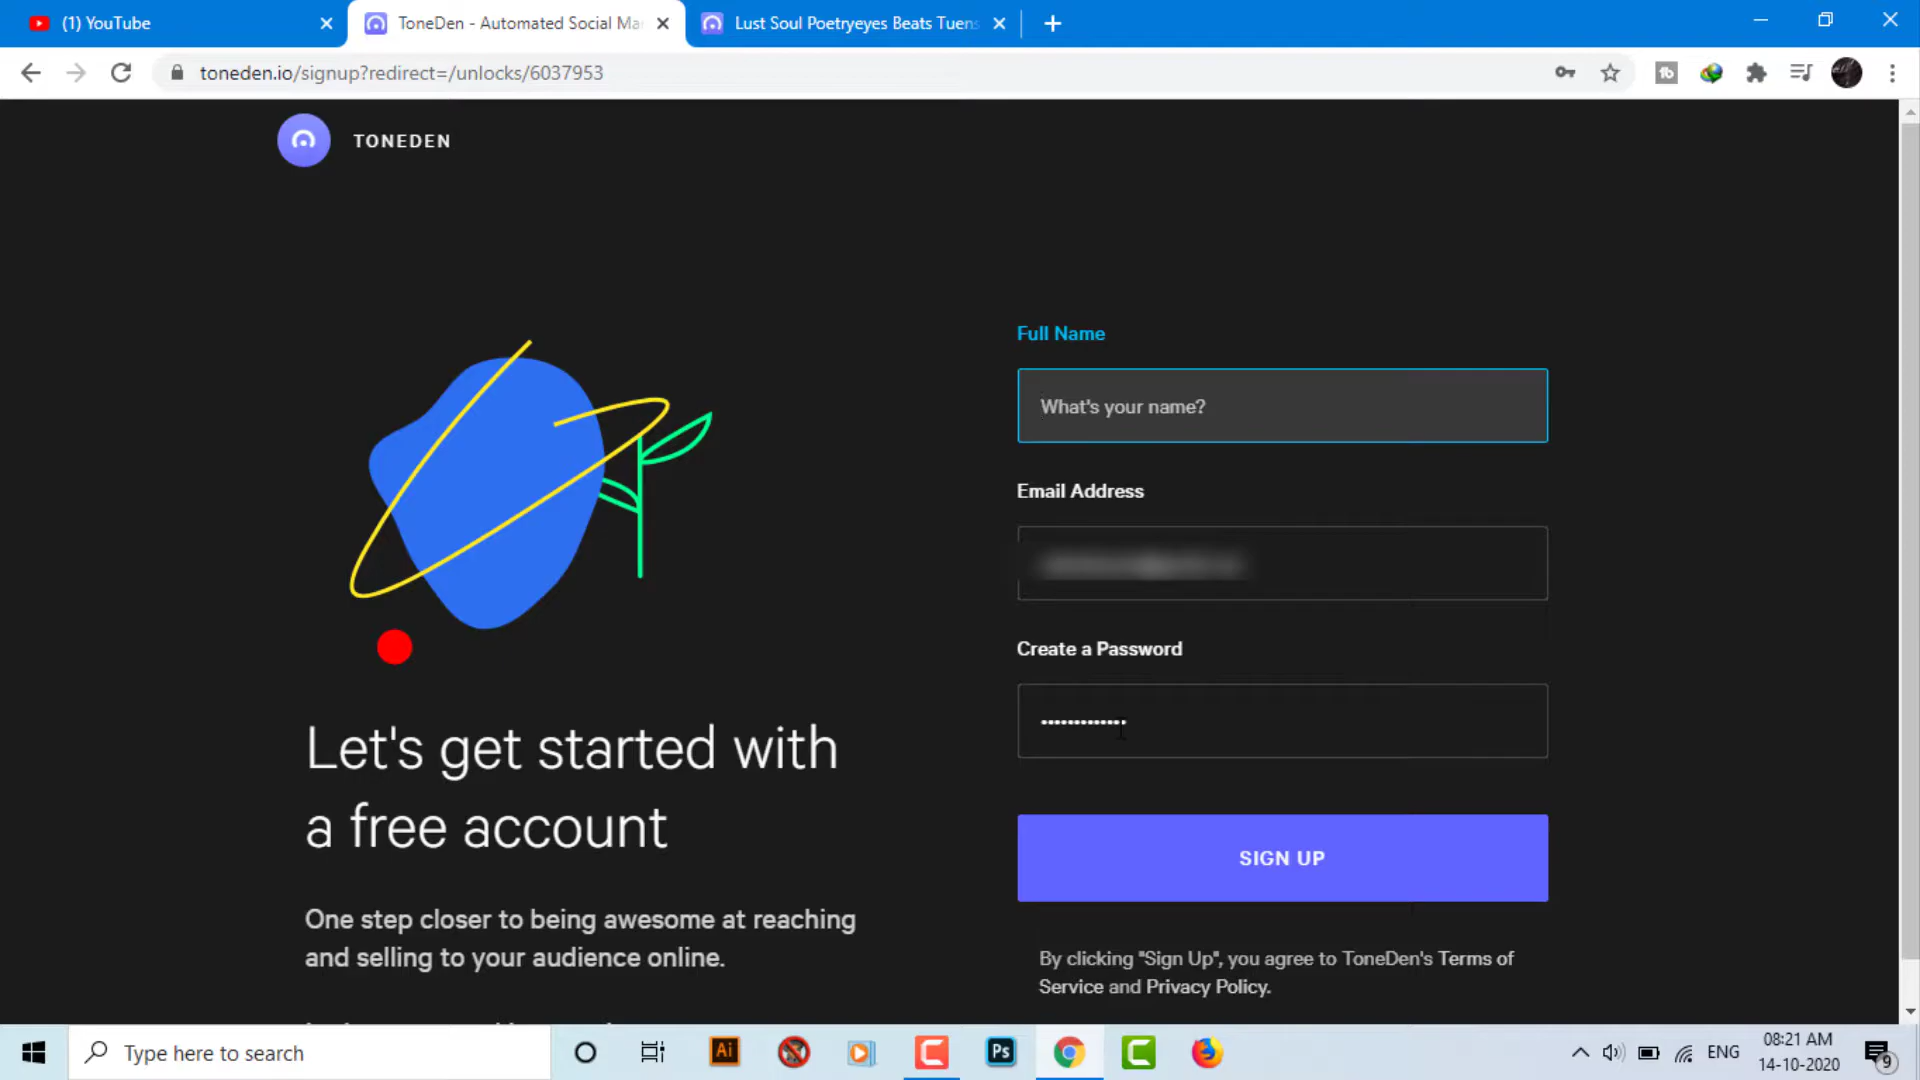 (1) YouTube
ToneDen - Automated Social Ma
Lust Soul Poetryeyes Beats Tuens
toneden.io/signup?redirect=/unlocks/6037953
TONEDEN
Full Name
What's your name?
Email Address
Create a Password
••••••••••••••
SIGN UP
By clicking "Sign Up", you agree to ToneDen's Terms of
Service and Privacy Policy.
Let's get started with
a free account
One step closer to being awesome at reaching
and selling to your audience online.
Type here to search
Ai
Ps
ENG
08:21 AM
14-10-2020
9